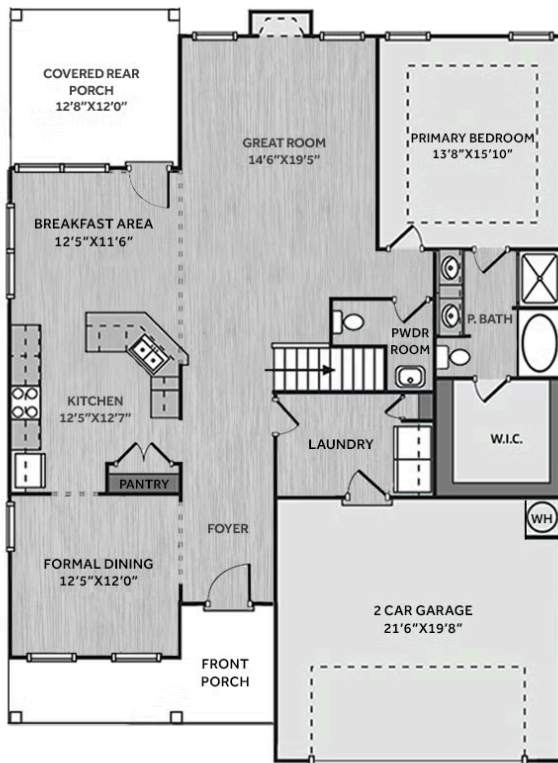 COVERED REAR
PORCH
12'8"X12'0"
GREAT ROOM
14'6"X19'5"
PRIMARY BEDROOM
13'8"X15'10"
BREAKFAST AREA
12'5"X11'6"
P. BATH
PWDR
ROOM
KITCHEN
12'5"X12'7"
LAUNDRY
W.I.C.
PANTRY
WH
FOYER
FORMAL DINING
12'5"X12'0"
2 CAR GARAGE
21'6"X19'8"
FRONT
PORCH